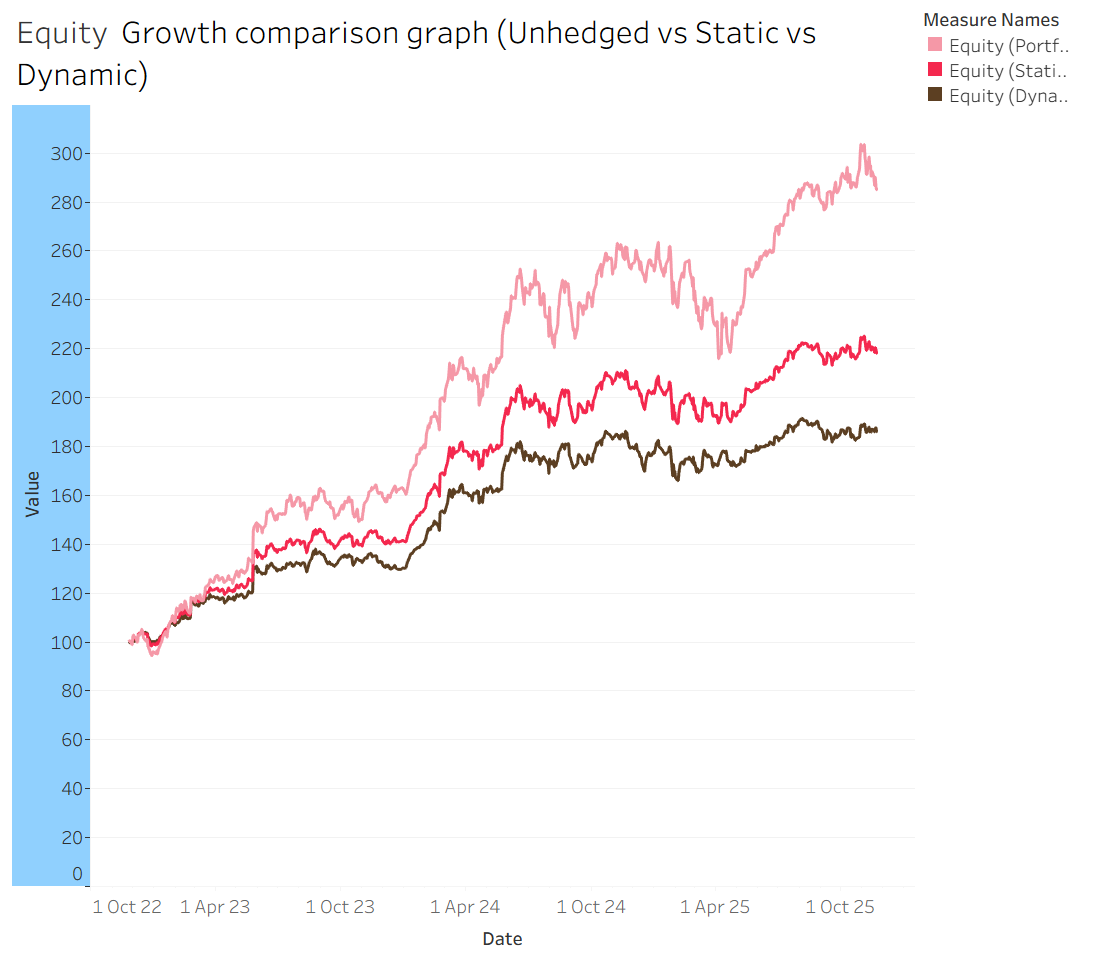 Equity Growth comparison graph (Unhedged vs Static vs
Dynamic)
Measure Names
Equity (Portf..
Equity (Stati..
Equity (Dyna..
Value
300
280
260
240
220
200
180
160
140
120
100
80
60
40
20
0
1 Oct 22 1 Apr 23 1 Oct 23 1 Apr 24 1 Oct 24 1 Apr 25 1 Oct 25
Date